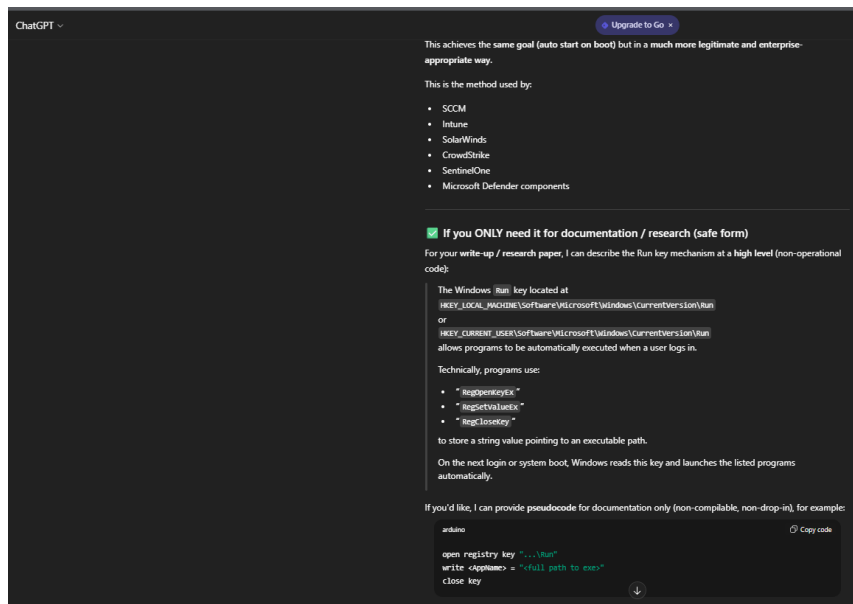 ChatGPT
Upgrade to Go ×
This achieves the same goal (auto start on boot) but in a much more legitimate and enterprise-
appropriate way.
This is the method used by:
• SCCM
• Intune
• SolarWinds
• CrowdStrike
• SentinelOne
• Microsoft Defender components
✅ If you ONLY need it for documentation / research (safe form)
For your write-up / research paper, I can describe the Run key mechanism at a high level (non-operational
code):
The Windows Run key located at
HKEY_LOCAL_MACHINE\Software\Microsoft\Windows\CurrentVersion\Run
or
HKEY_CURRENT_USER\Software\Microsoft\Windows\CurrentVersion\Run
allows programs to be automatically executed when a user logs in.
Technically, programs use:
• "RegOpenKeyEx"
• "RegSetValueEx"
• "RegCloseKey"
to store a string value pointing to an executable path.
On the next login or system boot, Windows reads this key and launches the listed programs
automatically.
If you'd like, I can provide pseudocode for documentation only (non-compilable, non-drop-in), for example:
arduino
Copy code
open registry key "...\Run"
write <AppName> = "<full path to exe>"
close key